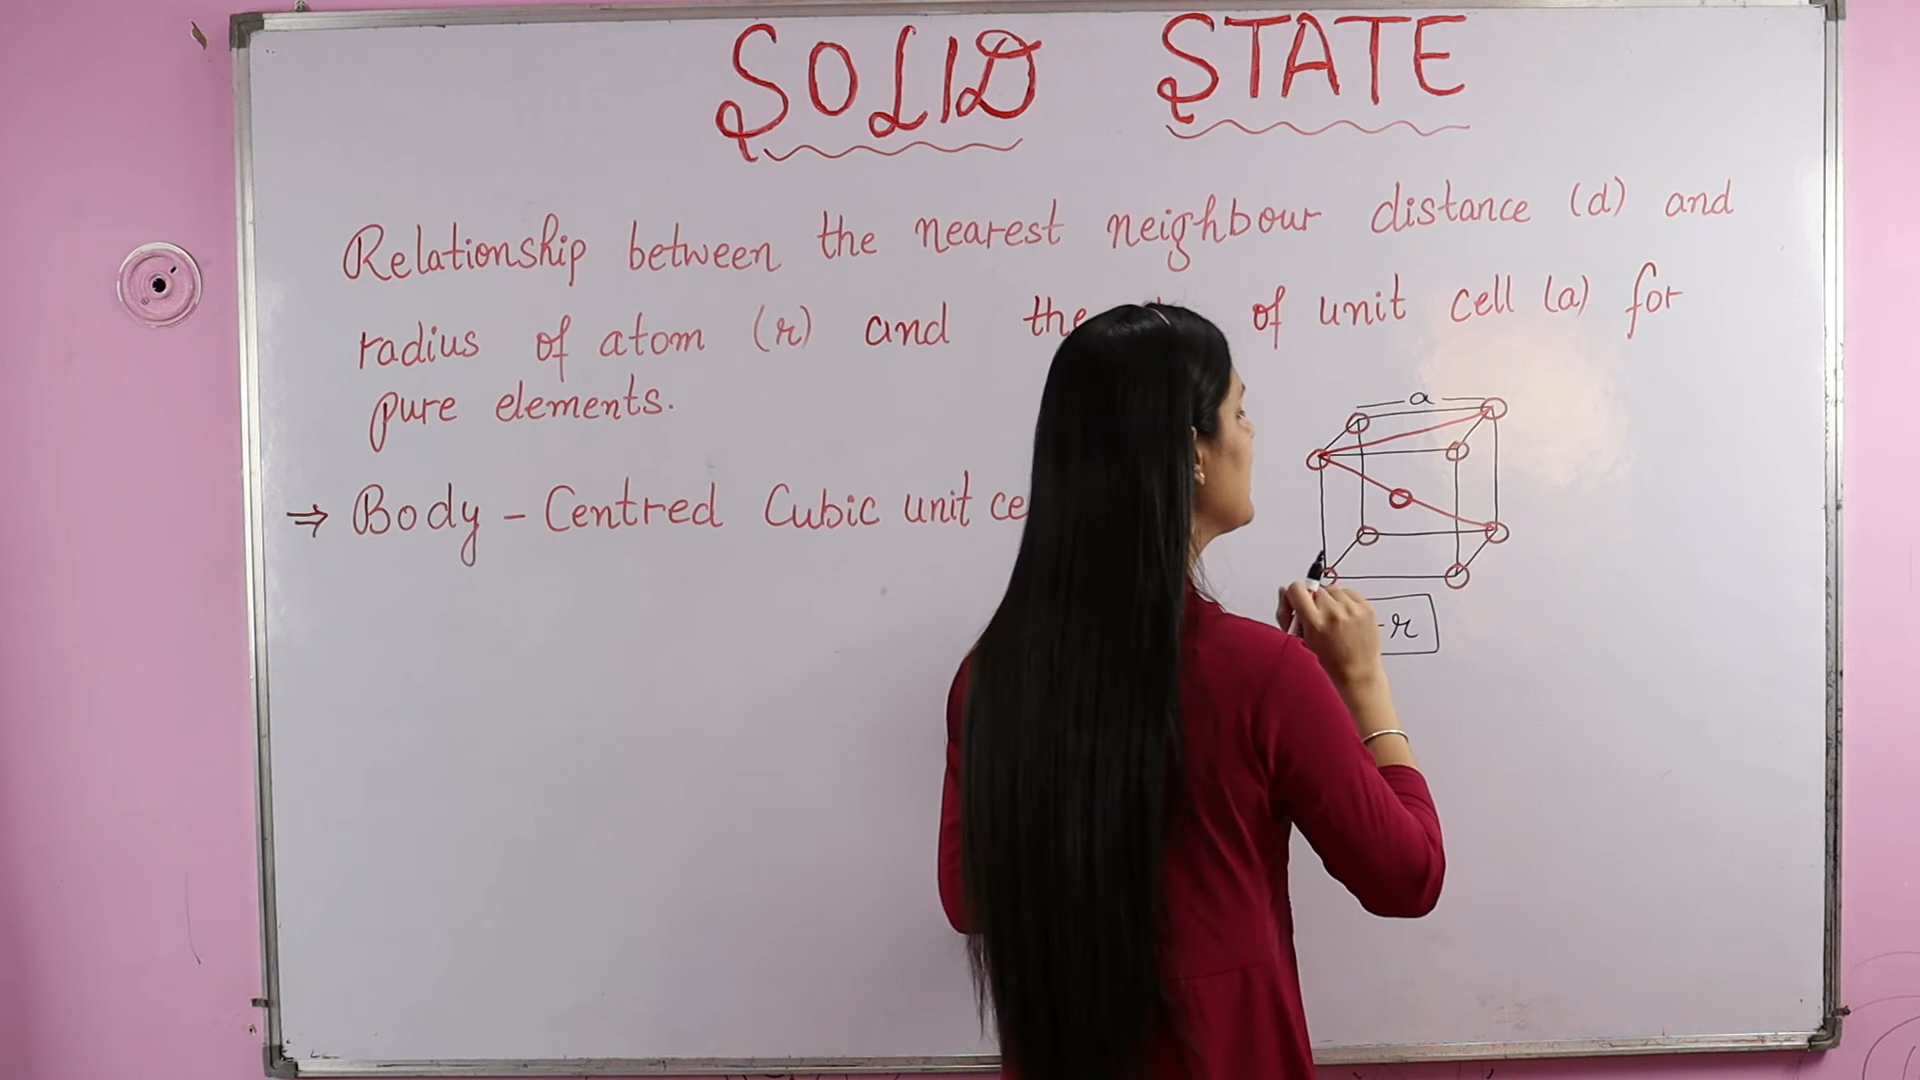 SOLID STATE
Relationship between the nearest neighbour distance (d) and
radius of atom (r) and the of unit cell (a) for
pure elements.
a
⇒ Body - Centred Cubic unit ce
-r